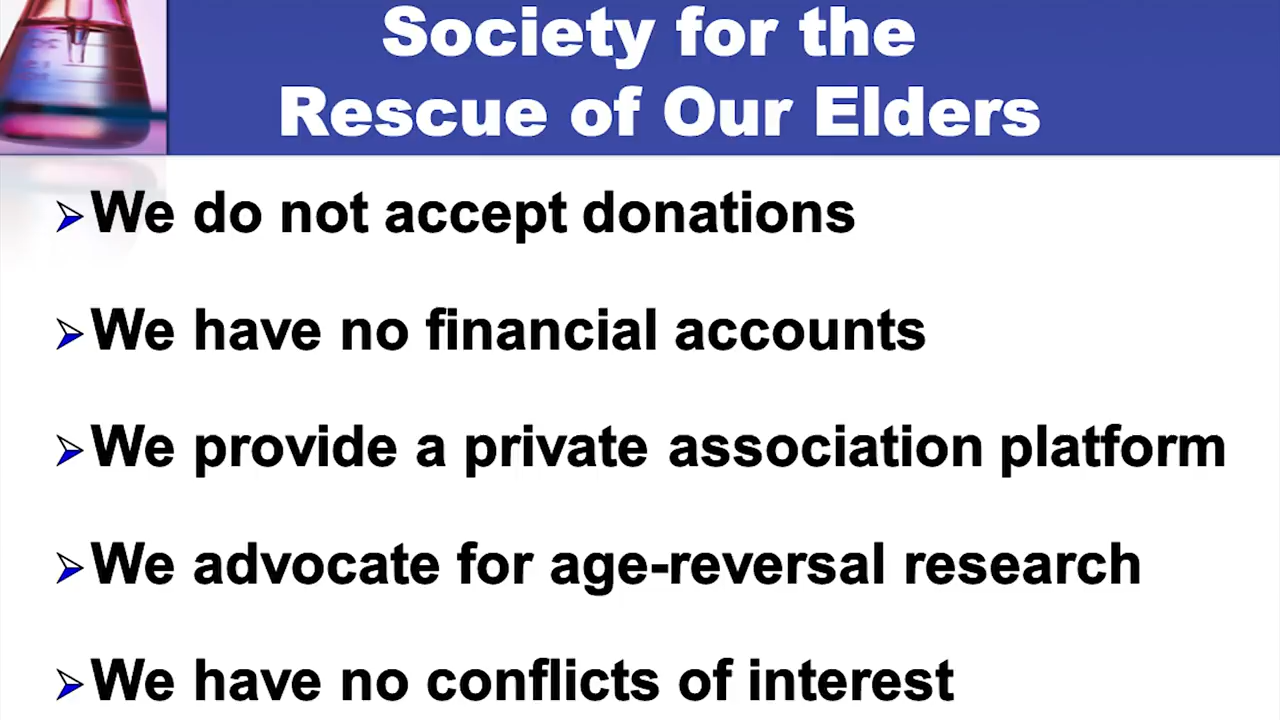 Society for the
Rescue of Our Elders
We do not accept donations
We have no financial accounts
We provide a private association platform
We advocate for age-reversal research
We have no conflicts of interest